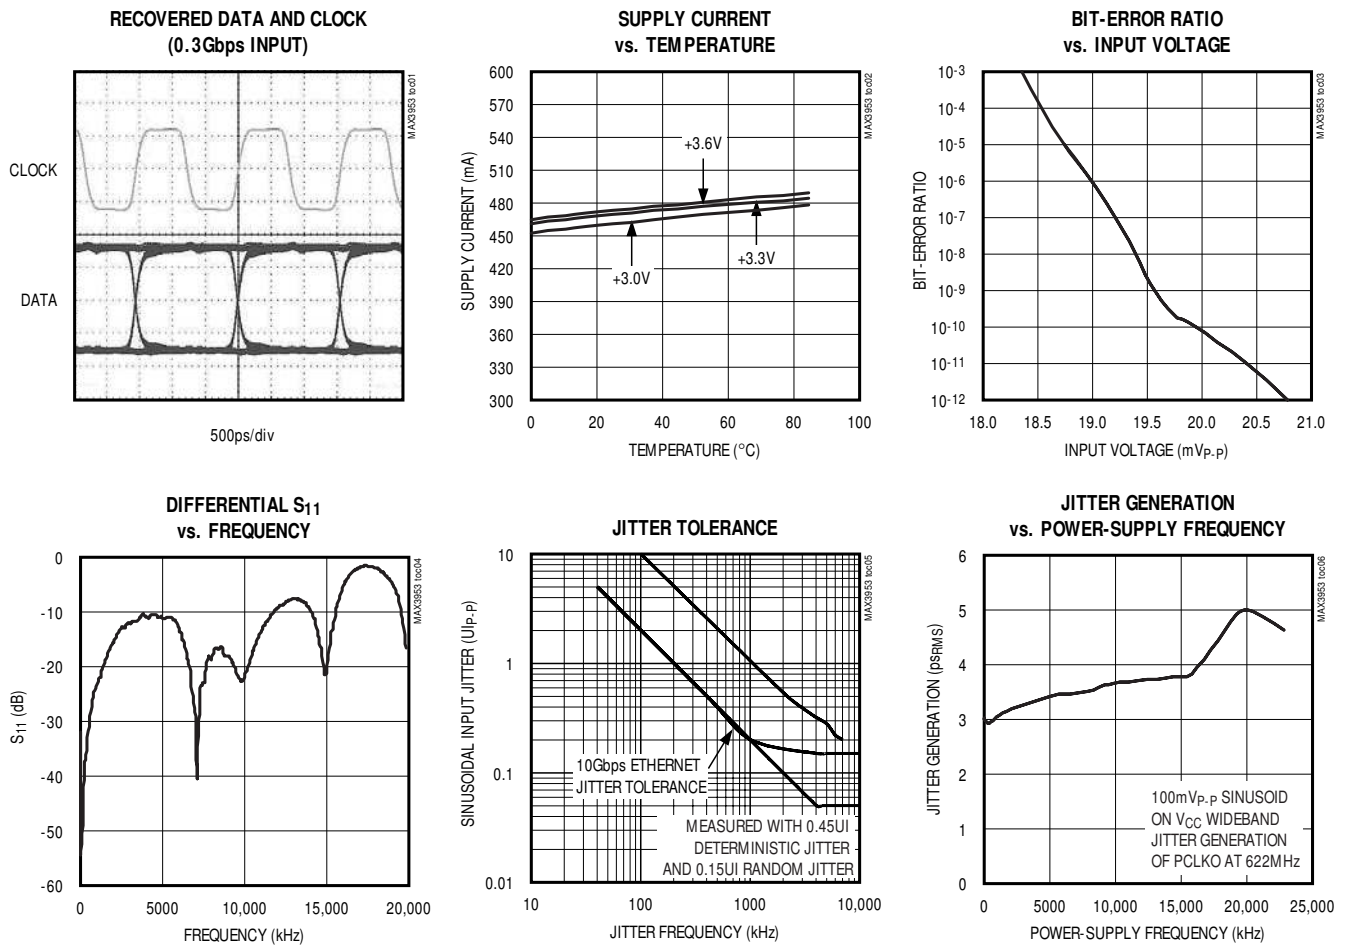 RECOVERED DATA AND CLOCK
(0.3Gbps INPUT)
MAX3953 toc01
CLOCK
DATA
500ps/div
SUPPLY CURRENT
vs. TEMPERATURE
MAX3953 toc02
SUPPLY CURRENT (mA)
600
570
540
510
480
450
420
390
360
330
300
+3.6V
+3.3V
+3.0V
0 20 40 60 80 100
TEMPERATURE (°C)
BIT-ERROR RATIO
vs. INPUT VOLTAGE
MAX3953 toc03
BIT-ERROR RATIO
10-3
10-4
10-5
10-6
10-7
10-8
10-9
10-10
10-11
10-12
18.0 18.5 19.0 19.5 20.0 20.5 21.0
INPUT VOLTAGE (mVP-P)
DIFFERENTIAL S11
vs. FREQUENCY
MAX3953 toc04
S11 (dB)
0
-10
-20
-30
-40
-50
-60
0 5000 10,000 15,000 20,000
FREQUENCY (kHz)
JITTER TOLERANCE
MAX3953 toc05
SINUSOIDAL INPUT JITTER (UIP-P)
10
1
0.1
0.01
10Gbps ETHERNET
JITTER TOLERANCE
MEASURED WITH 0.45UI
DETERMINISTIC JITTER
AND 0.15UI RANDOM JITTER
10 100 1000 10,000
JITTER FREQUENCY (kHz)
JITTER GENERATION
vs. POWER-SUPPLY FREQUENCY
MAX3953 toc06
JITTER GENERATION (psRMS)
6
5
4
3
2
1
0
100mVP-P SINUSOID
ON VCC WIDEBAND
JITTER GENERATION
OF PCLKO AT 622MHz
0 5000 10,000 15,000 20,000 25,000
POWER-SUPPLY FREQUENCY (kHz)